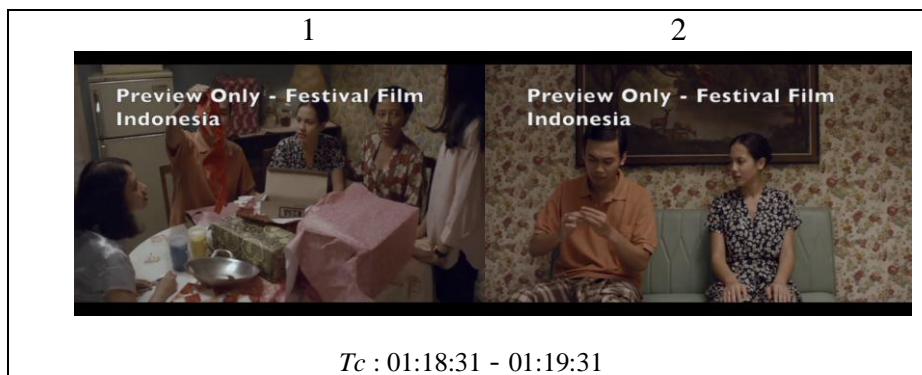 1
2
Preview Only - Festival Film
Indonesia
Preview Only - Festival Film
Indonesia
Tc : 01:18:31 - 01:19:31